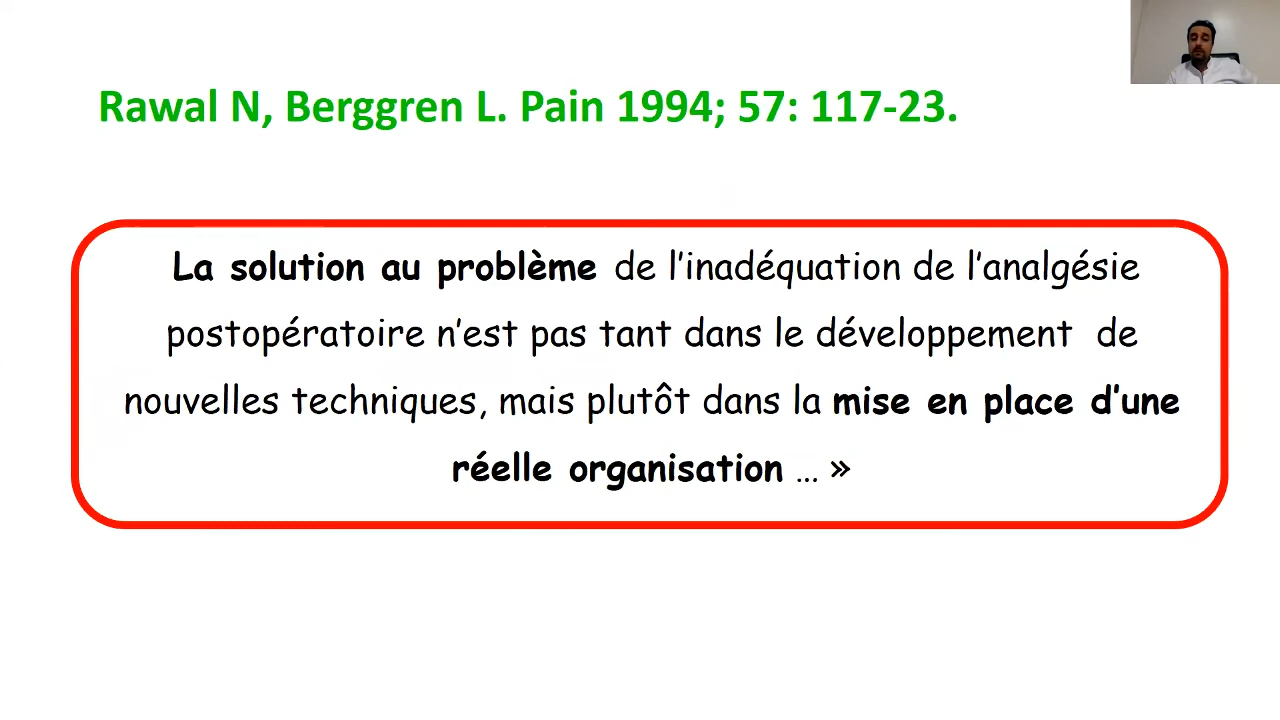 Rawal N, Berggren L. Pain 1994; 57: 117-23.
La solution au problème de l’inadéquation de l’analgésie
postopératoire n’est pas tant dans le développement de
nouvelles techniques, mais plutôt dans la mise en place d’une
réelle organisation … »